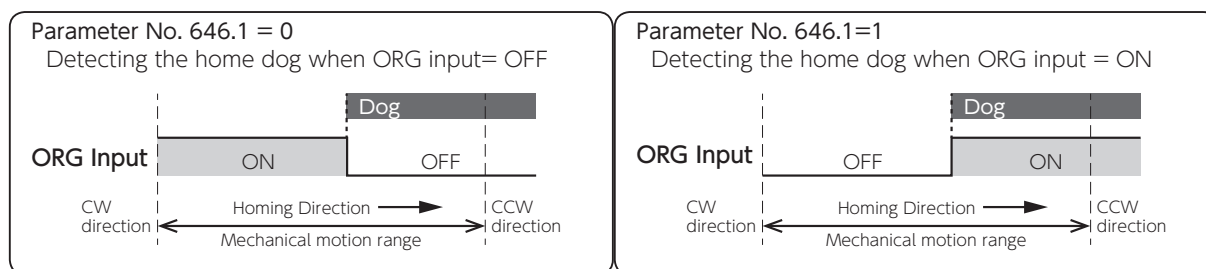 Parameter No. 646.1 = 0
Detecting the home dog when ORG input= OFF
Dog
ORG Input
ON
OFF
CW
direction
Homing Direction
CCW
direction
Mechanical motion range
Parameter No. 646.1=1
Detecting the home dog when ORG input = ON
Dog
ORG Input
OFF
ON
CW
direction
Homing Direction
CCW
direction
Mechanical motion range